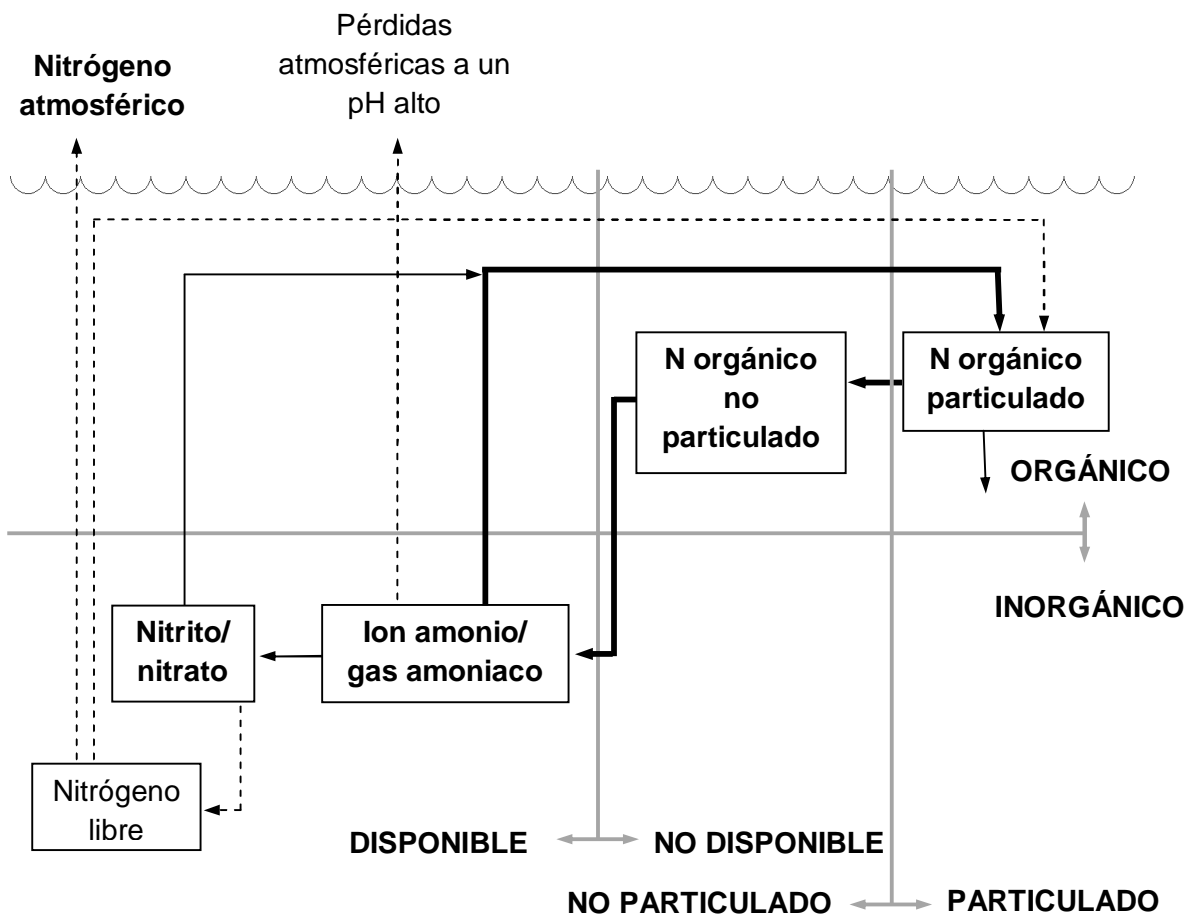 Pérdidas
atmosféricas a un
pH alto
Nitrógeno
atmosférico
N orgánico
no
particulado
N orgánico
particulado
ORGÁNICO
INORGÁNICO
Nitrito/
nitrato
Ion amonio/
gas amoniaco
Nitrógeno
libre
DISPONIBLE
NO DISPONIBLE
NO PARTICULADO
PARTICULADO